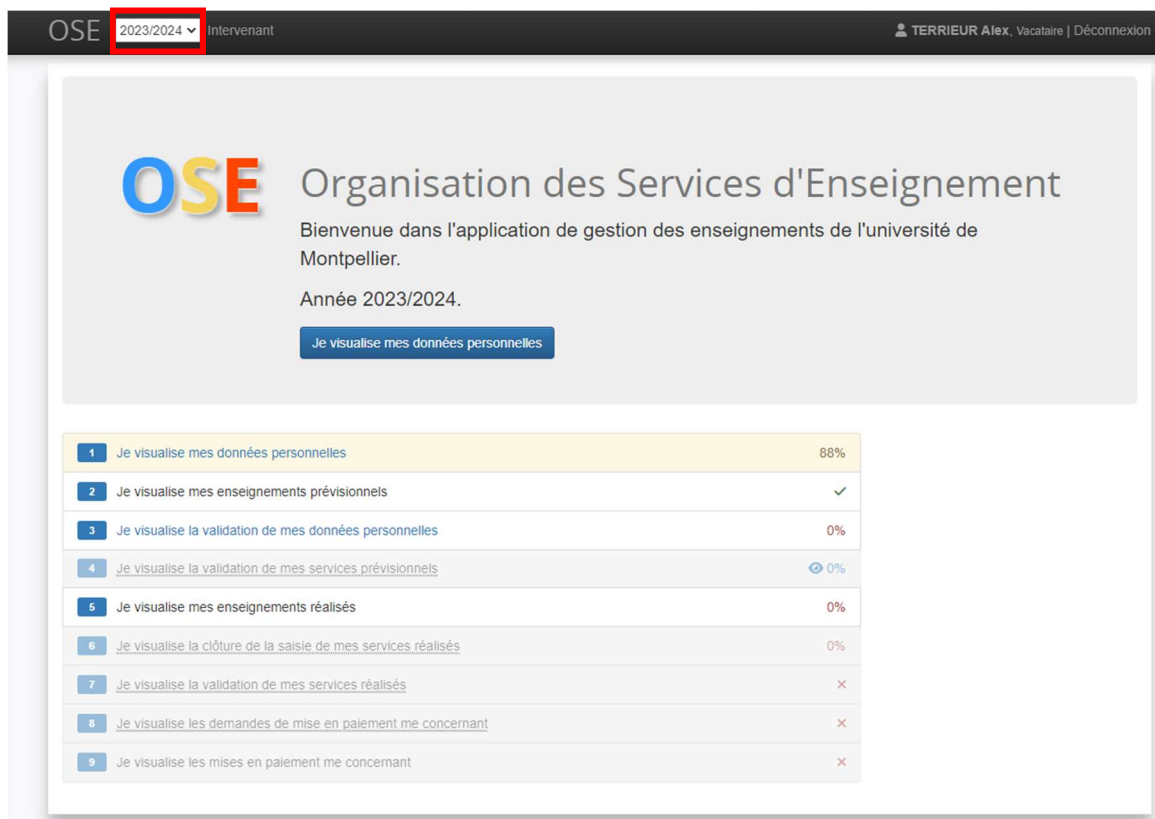 OSE 2023/2024 Intervenant TERRIEUR Alex, Vacataire | Déconnexion
OSE
Organisation des Services d'Enseignement
Bienvenue dans l'application de gestion des enseignements de l'université de
Montpellier.
Année 2023/2024.
Je visualise mes données personnelles
1 Je visualise mes données personnelles 88%
2 Je visualise mes enseignements prévisionnels ✓
3 Je visualise la validation de mes données personnelles 0%
4 Je visualise la validation de mes services prévisionnels 0%
5 Je visualise mes enseignements réalisés 0%
6 Je visualise la clôture de la saisie de mes services réalisés 0%
7 Je visualise la validation de mes services réalisés ×
8 Je visualise les demandes de mise en paiement me concernant ×
9 Je visualise les mises en paiement me concernant ×